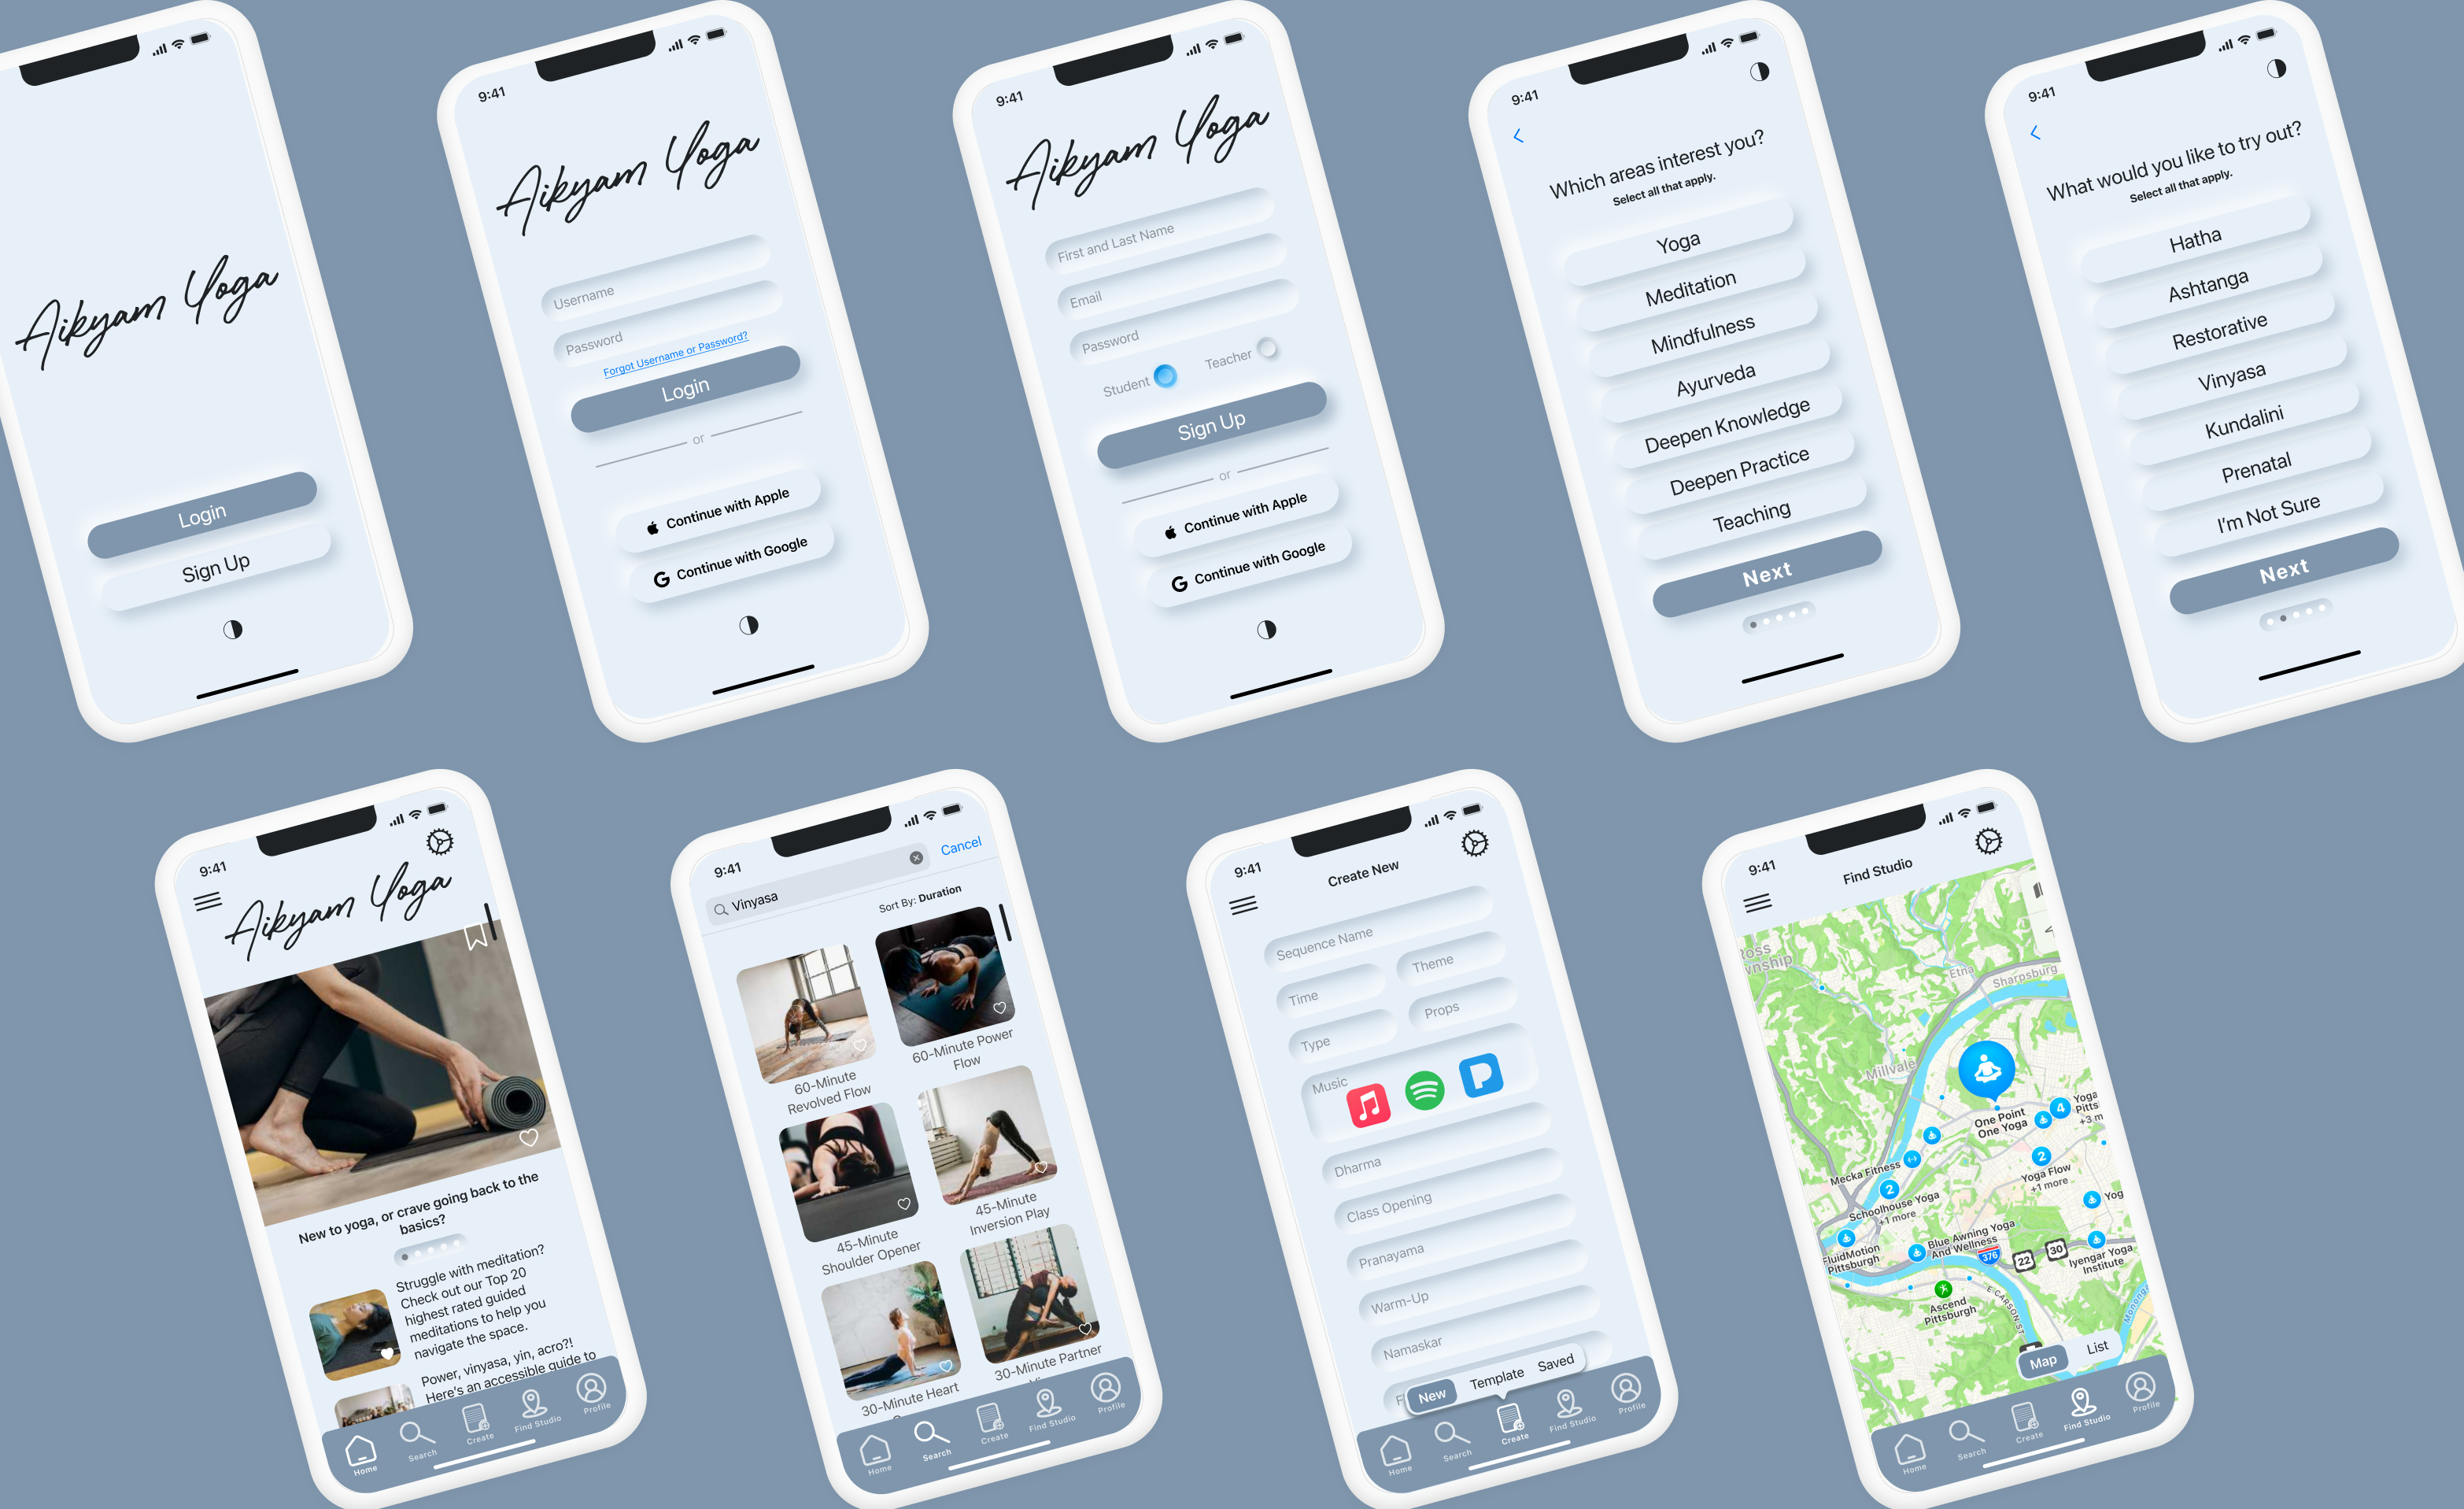 Aikyam Yoga
Login
Sign Up
9:41
Aikyam Yoga
Username
Password
Forgot Username or Password?
Login
or
Continue with Apple
Continue with Google
9:41
Aikyam Yoga
First and Last Name
Email
Password
Student
Teacher
Sign Up
or
Continue with Apple
Continue with Google
9:41
Which areas interest you?
Select all that apply.
Yoga
Meditation
Mindfulness
Ayurveda
Deepen Knowledge
Deepen Practice
Teaching
Next
9:41
What would you like to try out?
Select all that apply.
Hatha
Ashtanga
Restorative
Vinyasa
Kundalini
Prenatal
I'm Not Sure
Next
9:41
Aikyam Yoga
New to yoga, or crave going back to the
basics?
Struggle with meditation?
Check out our Top 20
highest rated guided
meditations to help you
navigate the space.
Power, vinyasa, yin, acro?!
Here's an accessible guide to
Home
Search
Create
Find Studio
Profile
9:41
Vinyasa
Cancel
Sort By: Duration
60-Minute
Revolved Flow
60-Minute Power
Flow
45-Minute
Shoulder Opener
45-Minute
Inversion Play
30-Minute Heart
30-Minute Partner
Home
Search
Create
Find Studio
Profile
9:41
Create New
Sequence Name
Time
Theme
Type
Props
Music
Dharma
Class Opening
Pranayama
Warm-Up
Namaskar
New
Template
Saved
Home
Search
Create
Find Studio
Profile
9:41
Find Studio
Ross
wnship
Etna
Sharpsburg
Millvale
One Point
One Yoga
4
Yoga
Pitts
+3 m
Mecka Fitness
2
Yoga Flow
+1 more
2
Schoolhouse Yoga
+1 more
Yog
FluidMotion
Pittsburgh
Blue Awning Yoga
And Wellness
376
22
30
Iyengar Yoga
Institute
Ascend
Pittsburgh
E CARSON ST
Monong
Map
List
Home
Search
Create
Find Studio
Profile